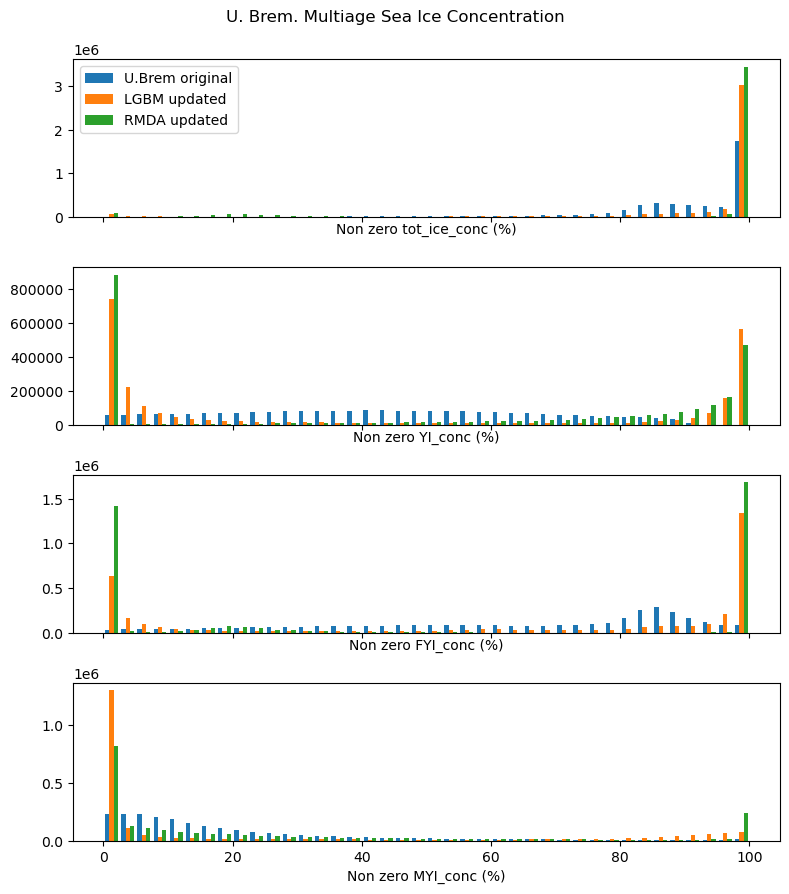 U. Brem. Multiage Sea Ice Concentration
1e6
U.Brem original
LGBM updated
RMDA updated
3
2
1
0
Non zero tot_ice_conc (%)
800000
600000
400000
200000
0
Non zero YI_conc (%)
1e6
1.5
1.0
0.5
0.0
Non zero FYI_conc (%)
1e6
1.0
0.5
0.0
0 20 40 60 80 100
Non zero MYI_conc (%)